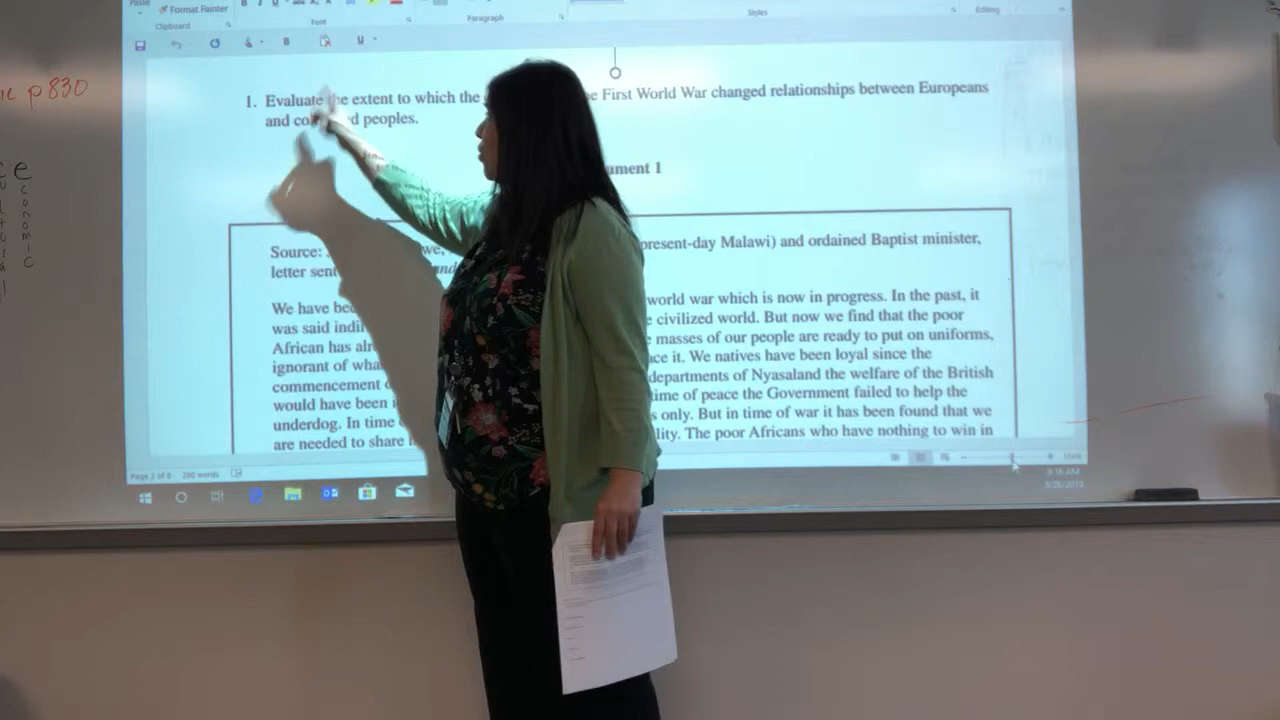 Paste
Format Painter
Clipboard
Font
Paragraph
Styles
Editing
p830
e
c
o
n
o
m
i
c
1. Evaluate the extent to which the First World War changed relationships between Europeans
and peoples.
ument 1
Source: present-day Malawi) and ordained Baptist minister,
letter sent
We have bee world war which is now in progress. In the past, it
was said indi e civilized world. But now we find that the poor
African has alr masses of our people are ready to put on uniforms,
ignorant of wha ace it. We natives have been loyal since the
commencement departments of Nyasaland the welfare of the British
would have been i time of peace the Government failed to help the
underdog. In time s only. But in time of war it has been found that we
are needed to share lity. The poor Africans who have nothing to win in
Page 2 of 8 280 words
8:16 AM